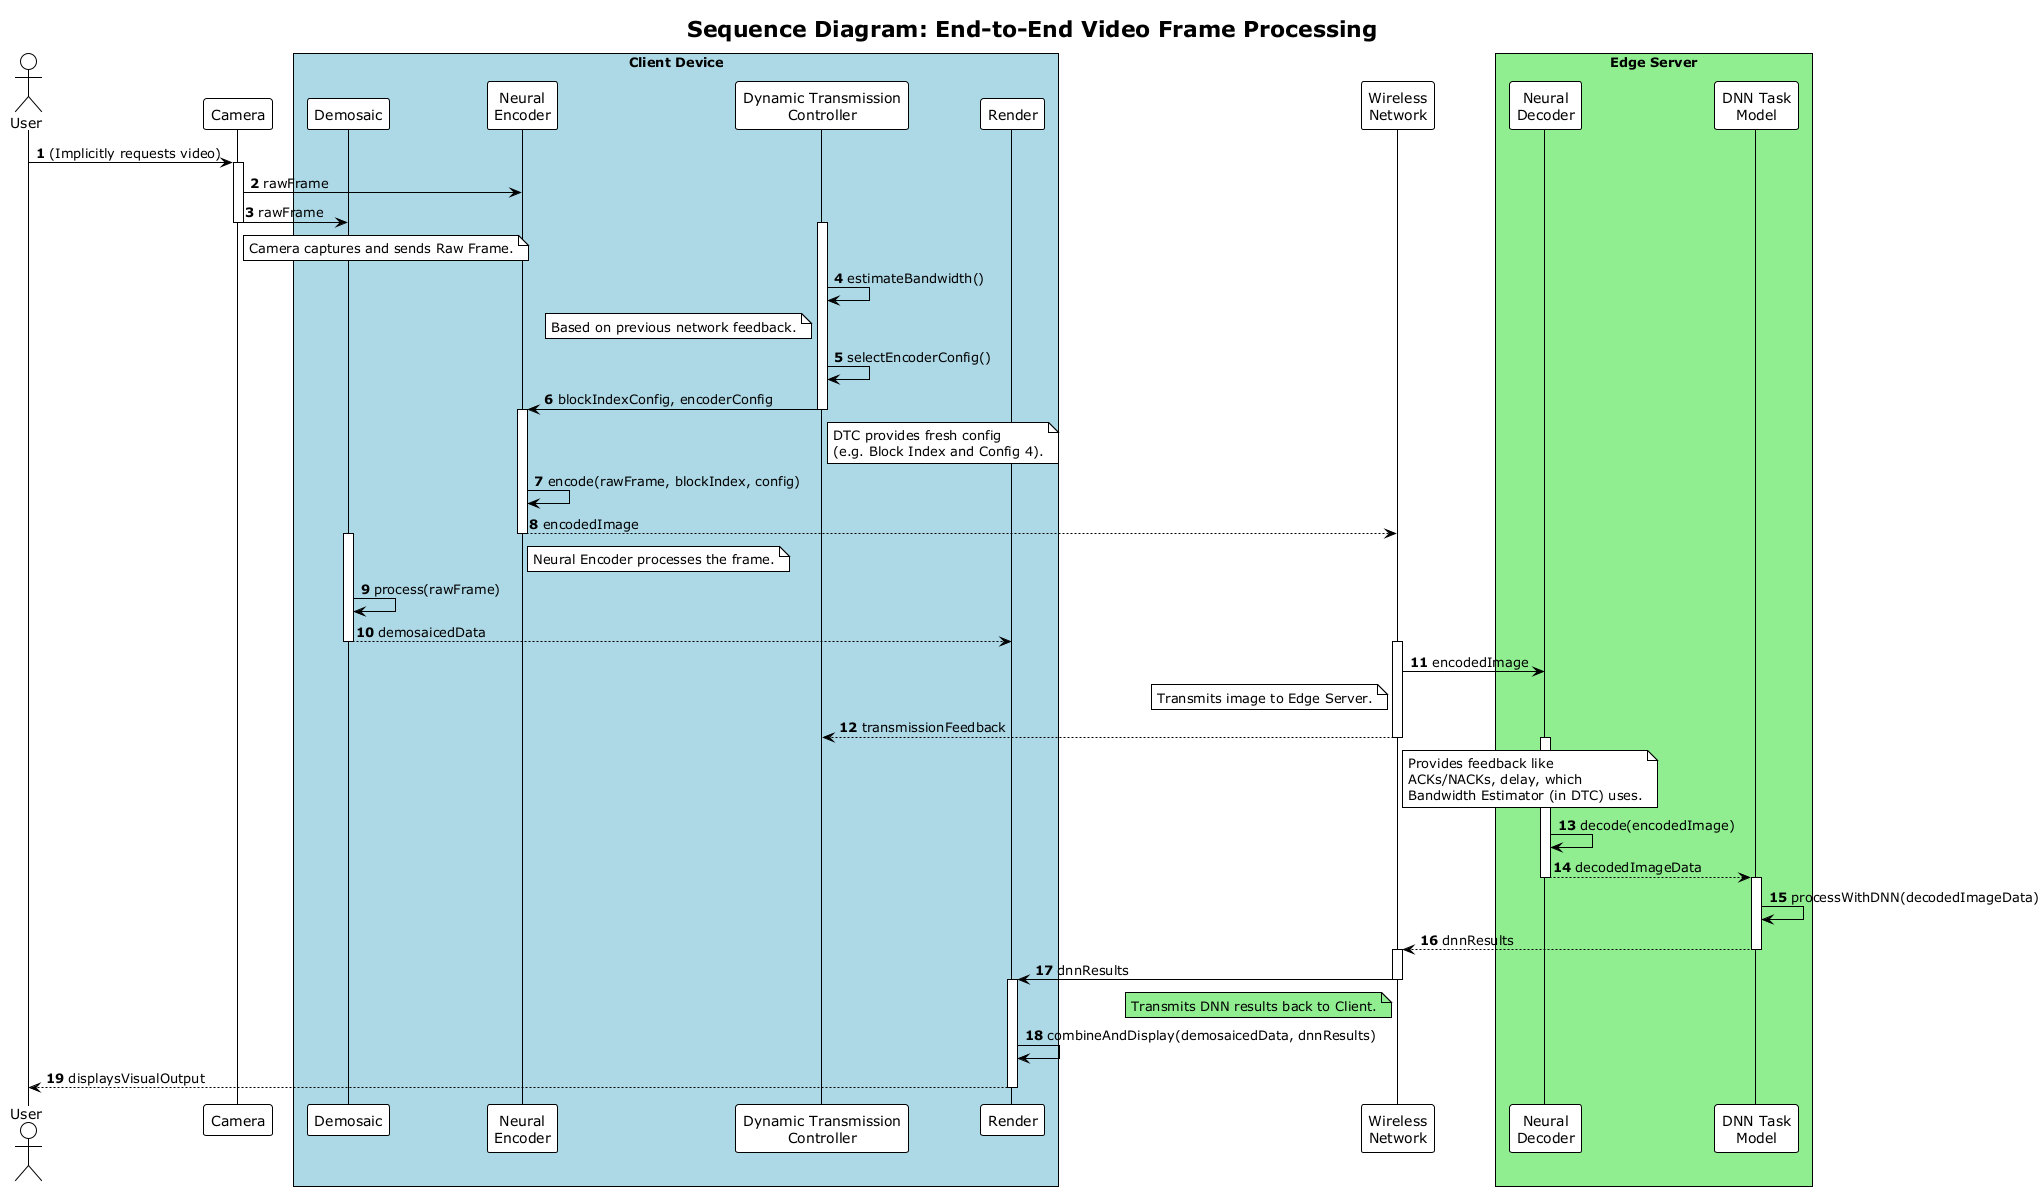 Sequence Diagram: End-to-End Video Frame Processing
Client Device
Edge Server
User
Camera
Demosaic
Neural
Encoder
Dynamic Transmission
Controller
Render
Wireless
Network
Neural
Decoder
DNN Task
Model
1 (Implicitly requests video)
2 rawFrame
3 rawFrame
Camera captures and sends Raw Frame.
4 estimateBandwidth()
Based on previous network feedback.
5 selectEncoderConfig()
6 blockIndexConfig, encoderConfig
DTC provides fresh config
(e.g. Block Index and Config 4).
7 encode(rawFrame, blockIndex, config)
8 encodedImage
Neural Encoder processes the frame.
9 process(rawFrame)
10 demosaicedData
11 encodedImage
Transmits image to Edge Server.
12 transmissionFeedback
Provides feedback like
ACKs/NACKs, delay, which
Bandwidth Estimator (in DTC) uses.
13 decode(encodedImage)
14 decodedImageData
15 processWithDNN(decodedImageData)
16 dnnResults
17 dnnResults
Transmits DNN results back to Client.
18 combineAndDisplay(demosaicedData, dnnResults)
19 displaysVisualOutput
User
Camera
Demosaic
Neural
Encoder
Dynamic Transmission
Controller
Render
Wireless
Network
Neural
Decoder
DNN Task
Model